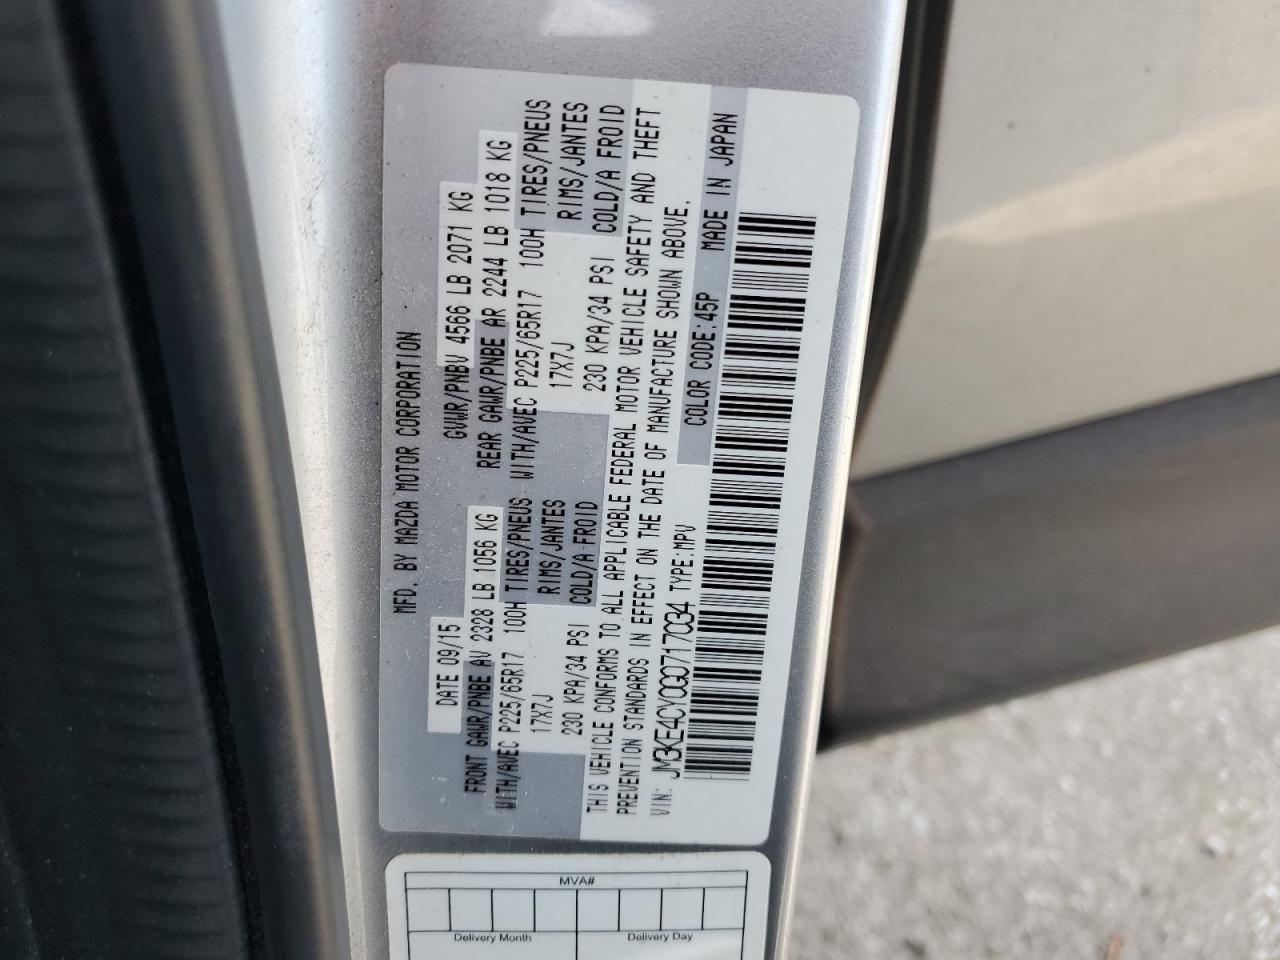 MFD. BY MAZDA MOTOR CORPORATION
DATE 09/15 GVWR/PNBV 4566 LB 2071 KG
FRONT GAWR/PNBE AV 2328 LB 1056 KG REAR GAWR/PNBE AR 2244 LB 1018 KG
WITH/AVEC P225/65R17 100H TIRES/PNEUS WITH/AVEC P225/65R17 100H TIRES/PNEUS
17X7J RIMS/JANTES 17X7J RIMS/JANTES
230 KPA/34 PSI COLD/A FROID 230 KPA/34 PSI COLD/A FROID
THIS VEHICLE CONFORMS TO ALL APPLICABLE FEDERAL MOTOR VEHICLE SAFETY AND THEFT
PREVENTION STANDARDS IN EFFECT ON THE DATE OF MANUFACTURE SHOWN ABOVE.
VIN: JM3KE4CY0G0717034 TYPE:MPV COLOR CODE:45P MADE IN JAPAN
MVA#
Delivery Month Delivery Day